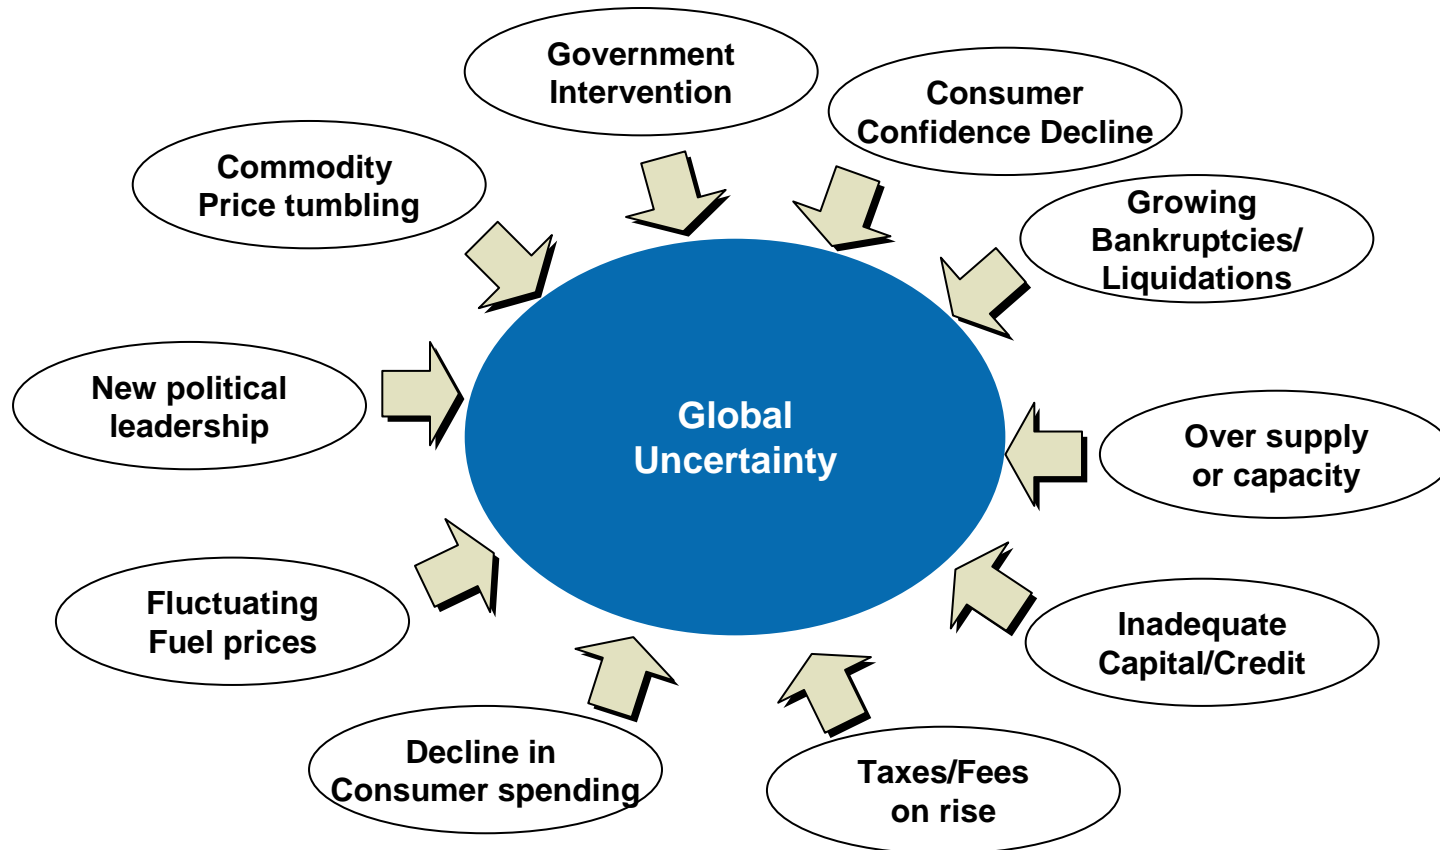 Government
Intervention
Consumer
Confidence Decline
Commodity
Price tumbling
Growing
Bankruptcies/
Liquidations
New political
leadership
Global
Uncertainty
Over supply
or capacity
Fluctuating
Fuel prices
Inadequate
Capital/Credit
Decline in
Consumer spending
Taxes/Fees
on rise